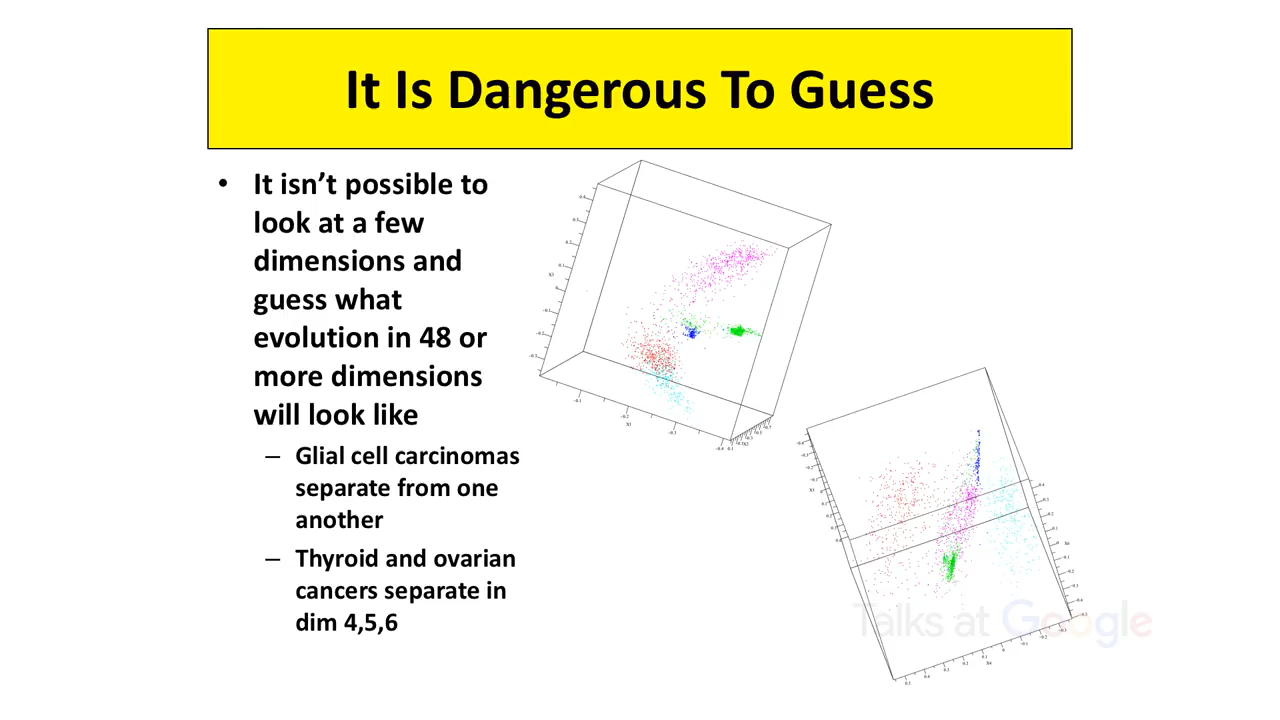 It Is Dangerous To Guess
• It isn't possible to
look at a few
dimensions and
guess what
evolution in 48 or
more dimensions
will look like
– Glial cell carcinomas
separate from one
another
– Thyroid and ovarian
cancers separate in
dim 4,5,6
Talks at Google